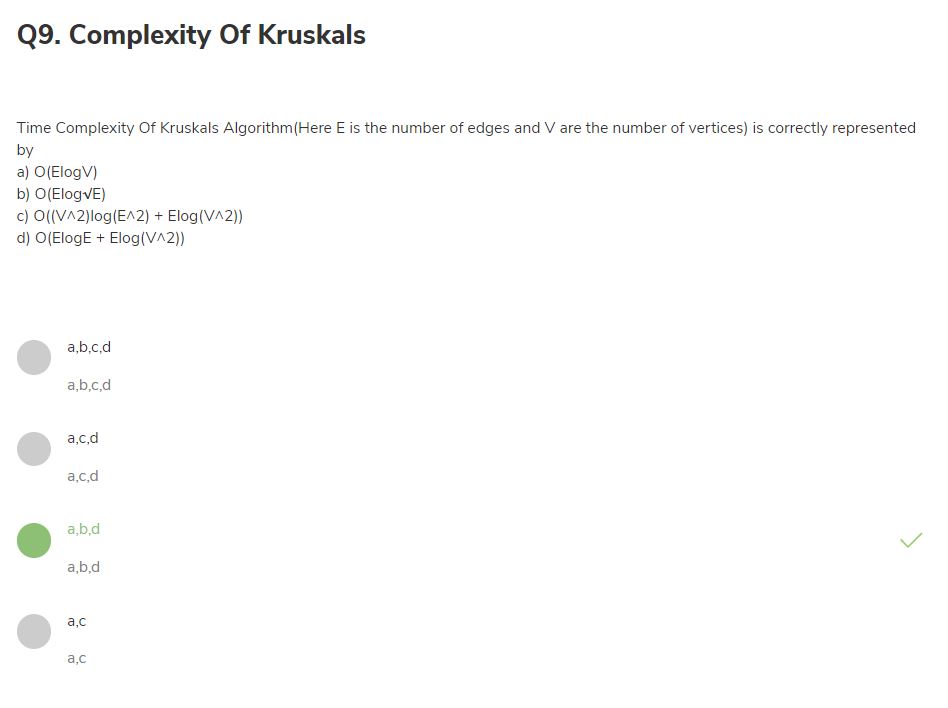 Q9. Complexity Of Kruskals
Time Complexity Of Kruskals Algorithm(Here E is the number of edges and V are the number of vertices) is correctly represented
by
a) O(ElogV)
b) O(Elog√E)
c) O((V^2)log(E^2) + Elog(V^2))
d) O(ElogE + Elog(V^2))
a,b,c,d
a,b,c,d
a,c,d
a,c,d
a,b,d
a,b,d
a,c
a,c